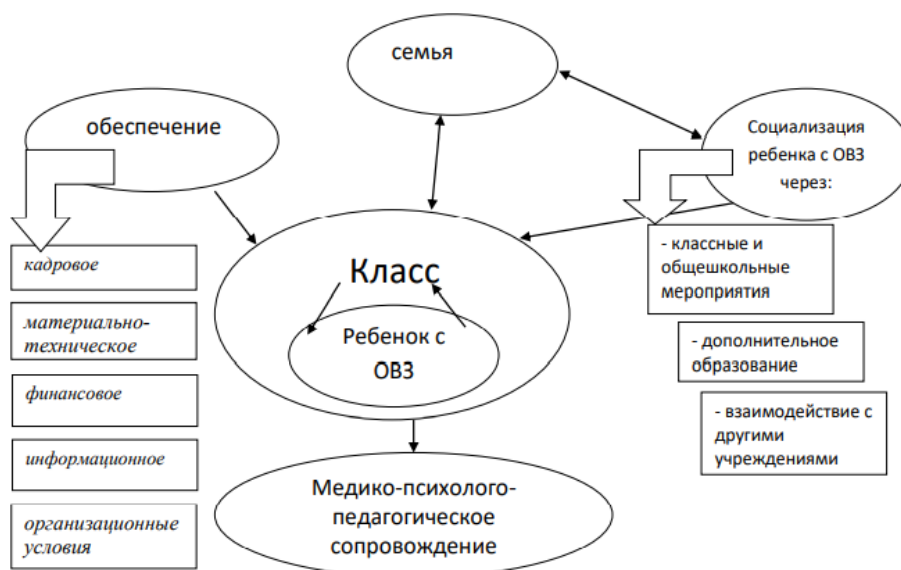 семья
обеспечение
Социализация
ребенка с ОВЗ
через:
кадровое
материально-
техническое
финансовое
информационное
организационные
условия
Класс
Ребенок с
ОВЗ
- классные и
общешкольные
мероприятия
- дополнительное
образование
- взаимодействие с
другими
учреждениями
Медико-психолого-
педагогическое
сопровождение